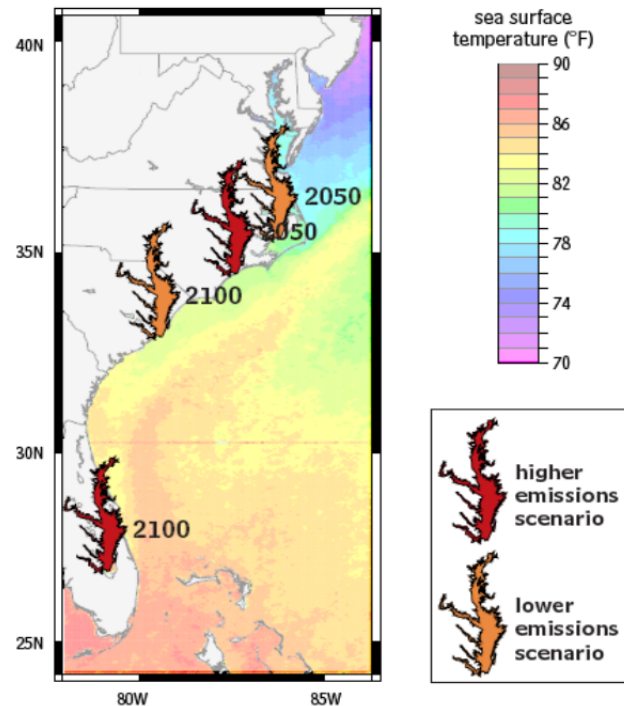 sea surface
temperature (°F)
90
86
82
78
74
70
40N
35N
30N
25N
80W
85W
2050
2050
2100
2100
higher
emissions
scenario
lower
emissions
scenario